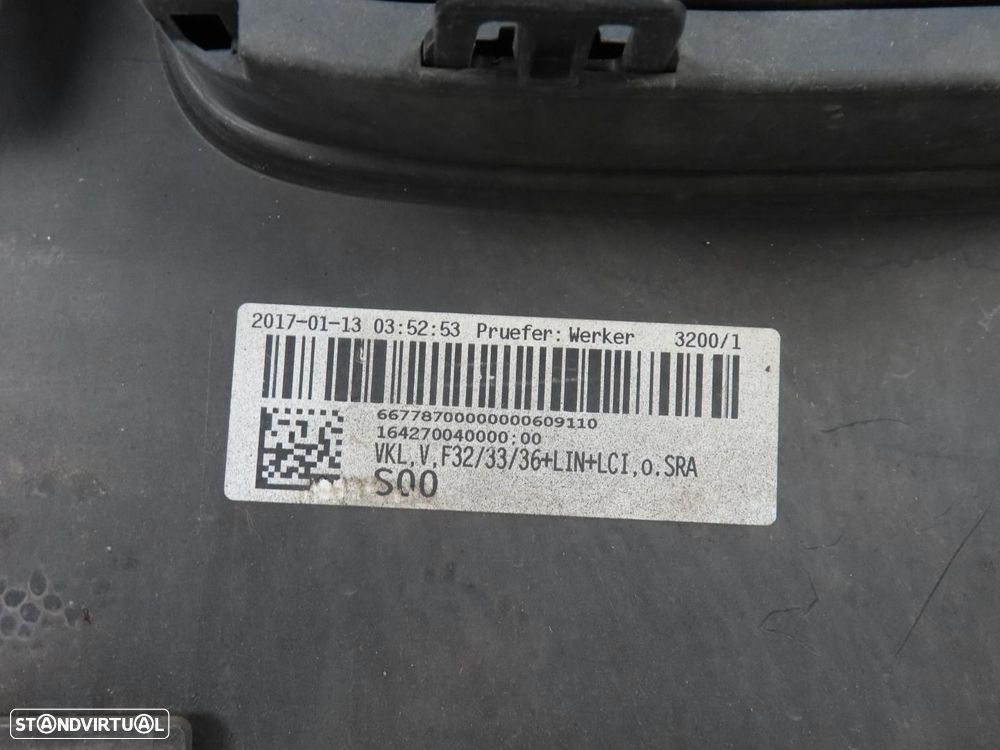 2017-01-13 03:52:53 Pruefer: Werker 3200/1
66778700000000609110
164270040000;00
VKL,V,F32/33/36+LIN+LCI,o.SRA
S00
STANDVIRTUAL